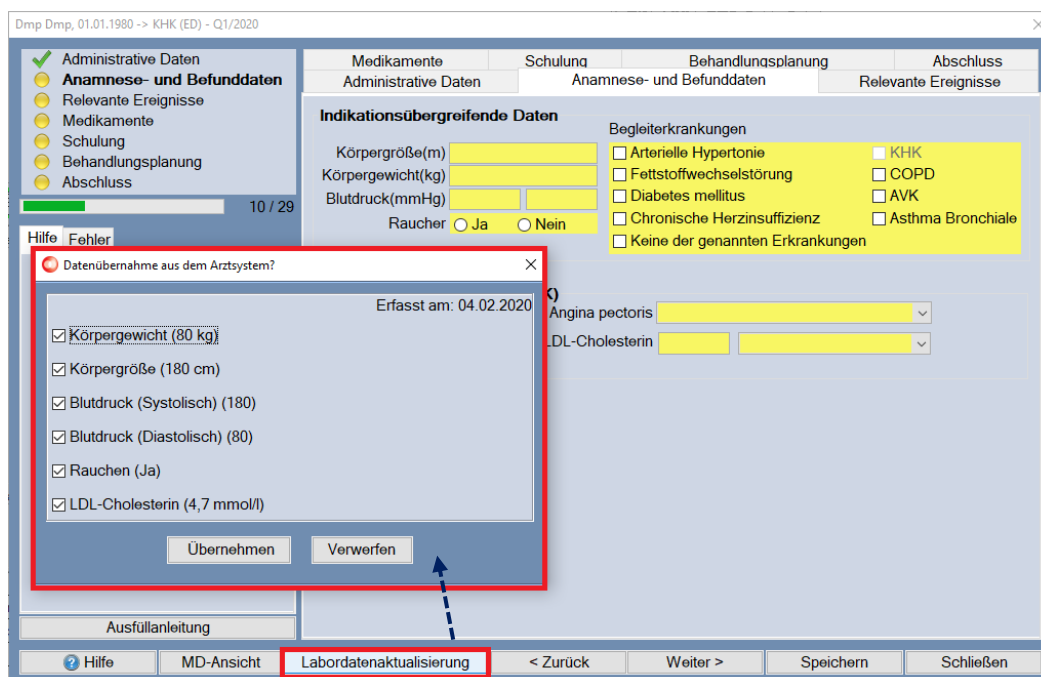 Dmp Dmp, 01.01.1980 -> KHK (ED) - Q1/2020
Administrative Daten
Anamnese- und Befunddaten
Relevante Ereignisse
Medikamente
Schulung
Behandlungsplanung
Abschluss
10 / 29
Hilfe Fehler
Medikamente Schulung Behandlungsplanung Abschluss
Administrative Daten Anamnese- und Befunddaten Relevante Ereignisse
Indikationsübergreifende Daten
Körpergröße(m)
Körpergewicht(kg)
Blutdruck(mmHg)
Raucher Ja Nein
Begleiterkrankungen
Arterielle Hypertonie KHK
Fettstoffwechselstörung COPD
Diabetes mellitus AVK
Chronische Herzinsuffizienz Asthma Bronchiale
Keine der genannten Erkrankungen
K)
Angina pectoris
LDL-Cholesterin
Datenübernahme aus dem Arztsystem?
Erfasst am: 04.02.2020
Körpergewicht (80 kg)
Körpergröße (180 cm)
Blutdruck (Systolisch) (180)
Blutdruck (Diastolisch) (80)
Rauchen (Ja)
LDL-Cholesterin (4,7 mmol/l)
Übernehmen Verwerfen
Ausfüllanleitung
Hilfe MD-Ansicht Labordatenaktualisierung < Zurück Weiter > Speichern Schließen